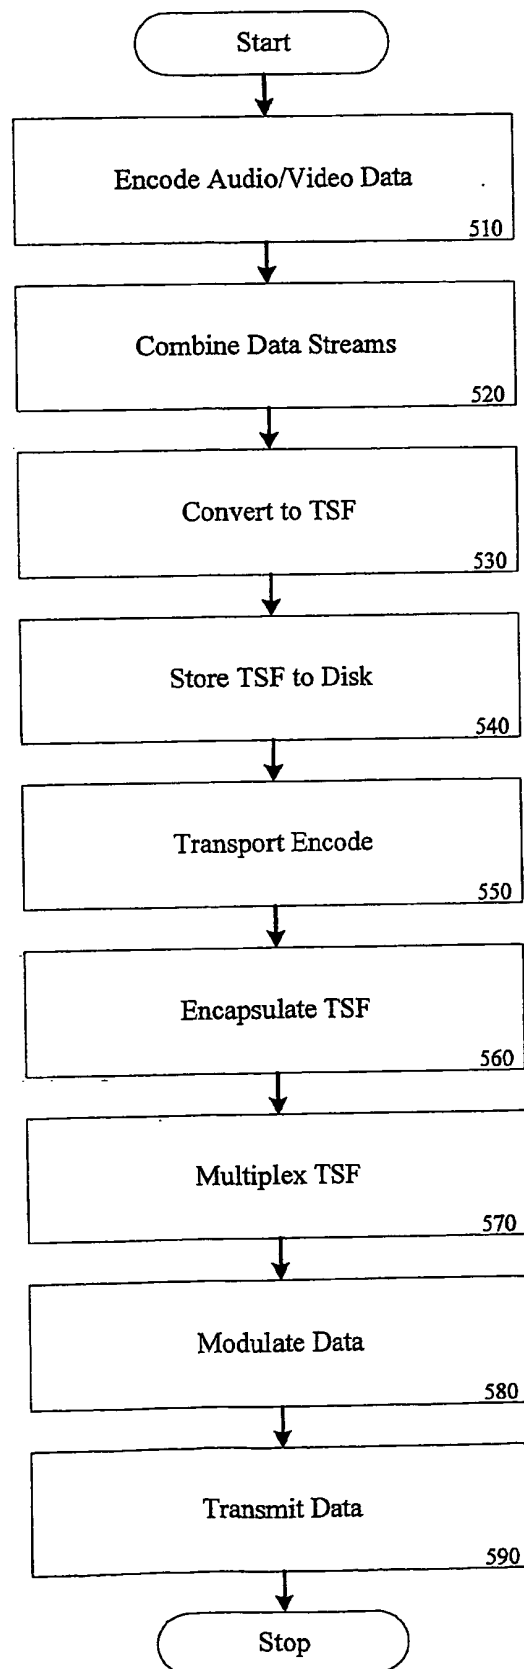 Start
Encode Audio/Video Data
510
Combine Data Streams
520
Convert to TSF
530
Store TSF to Disk
540
Transport Encode
550
Encapsulate TSF
560
Multiplex TSF
570
Modulate Data
580
Transmit Data
590
Stop